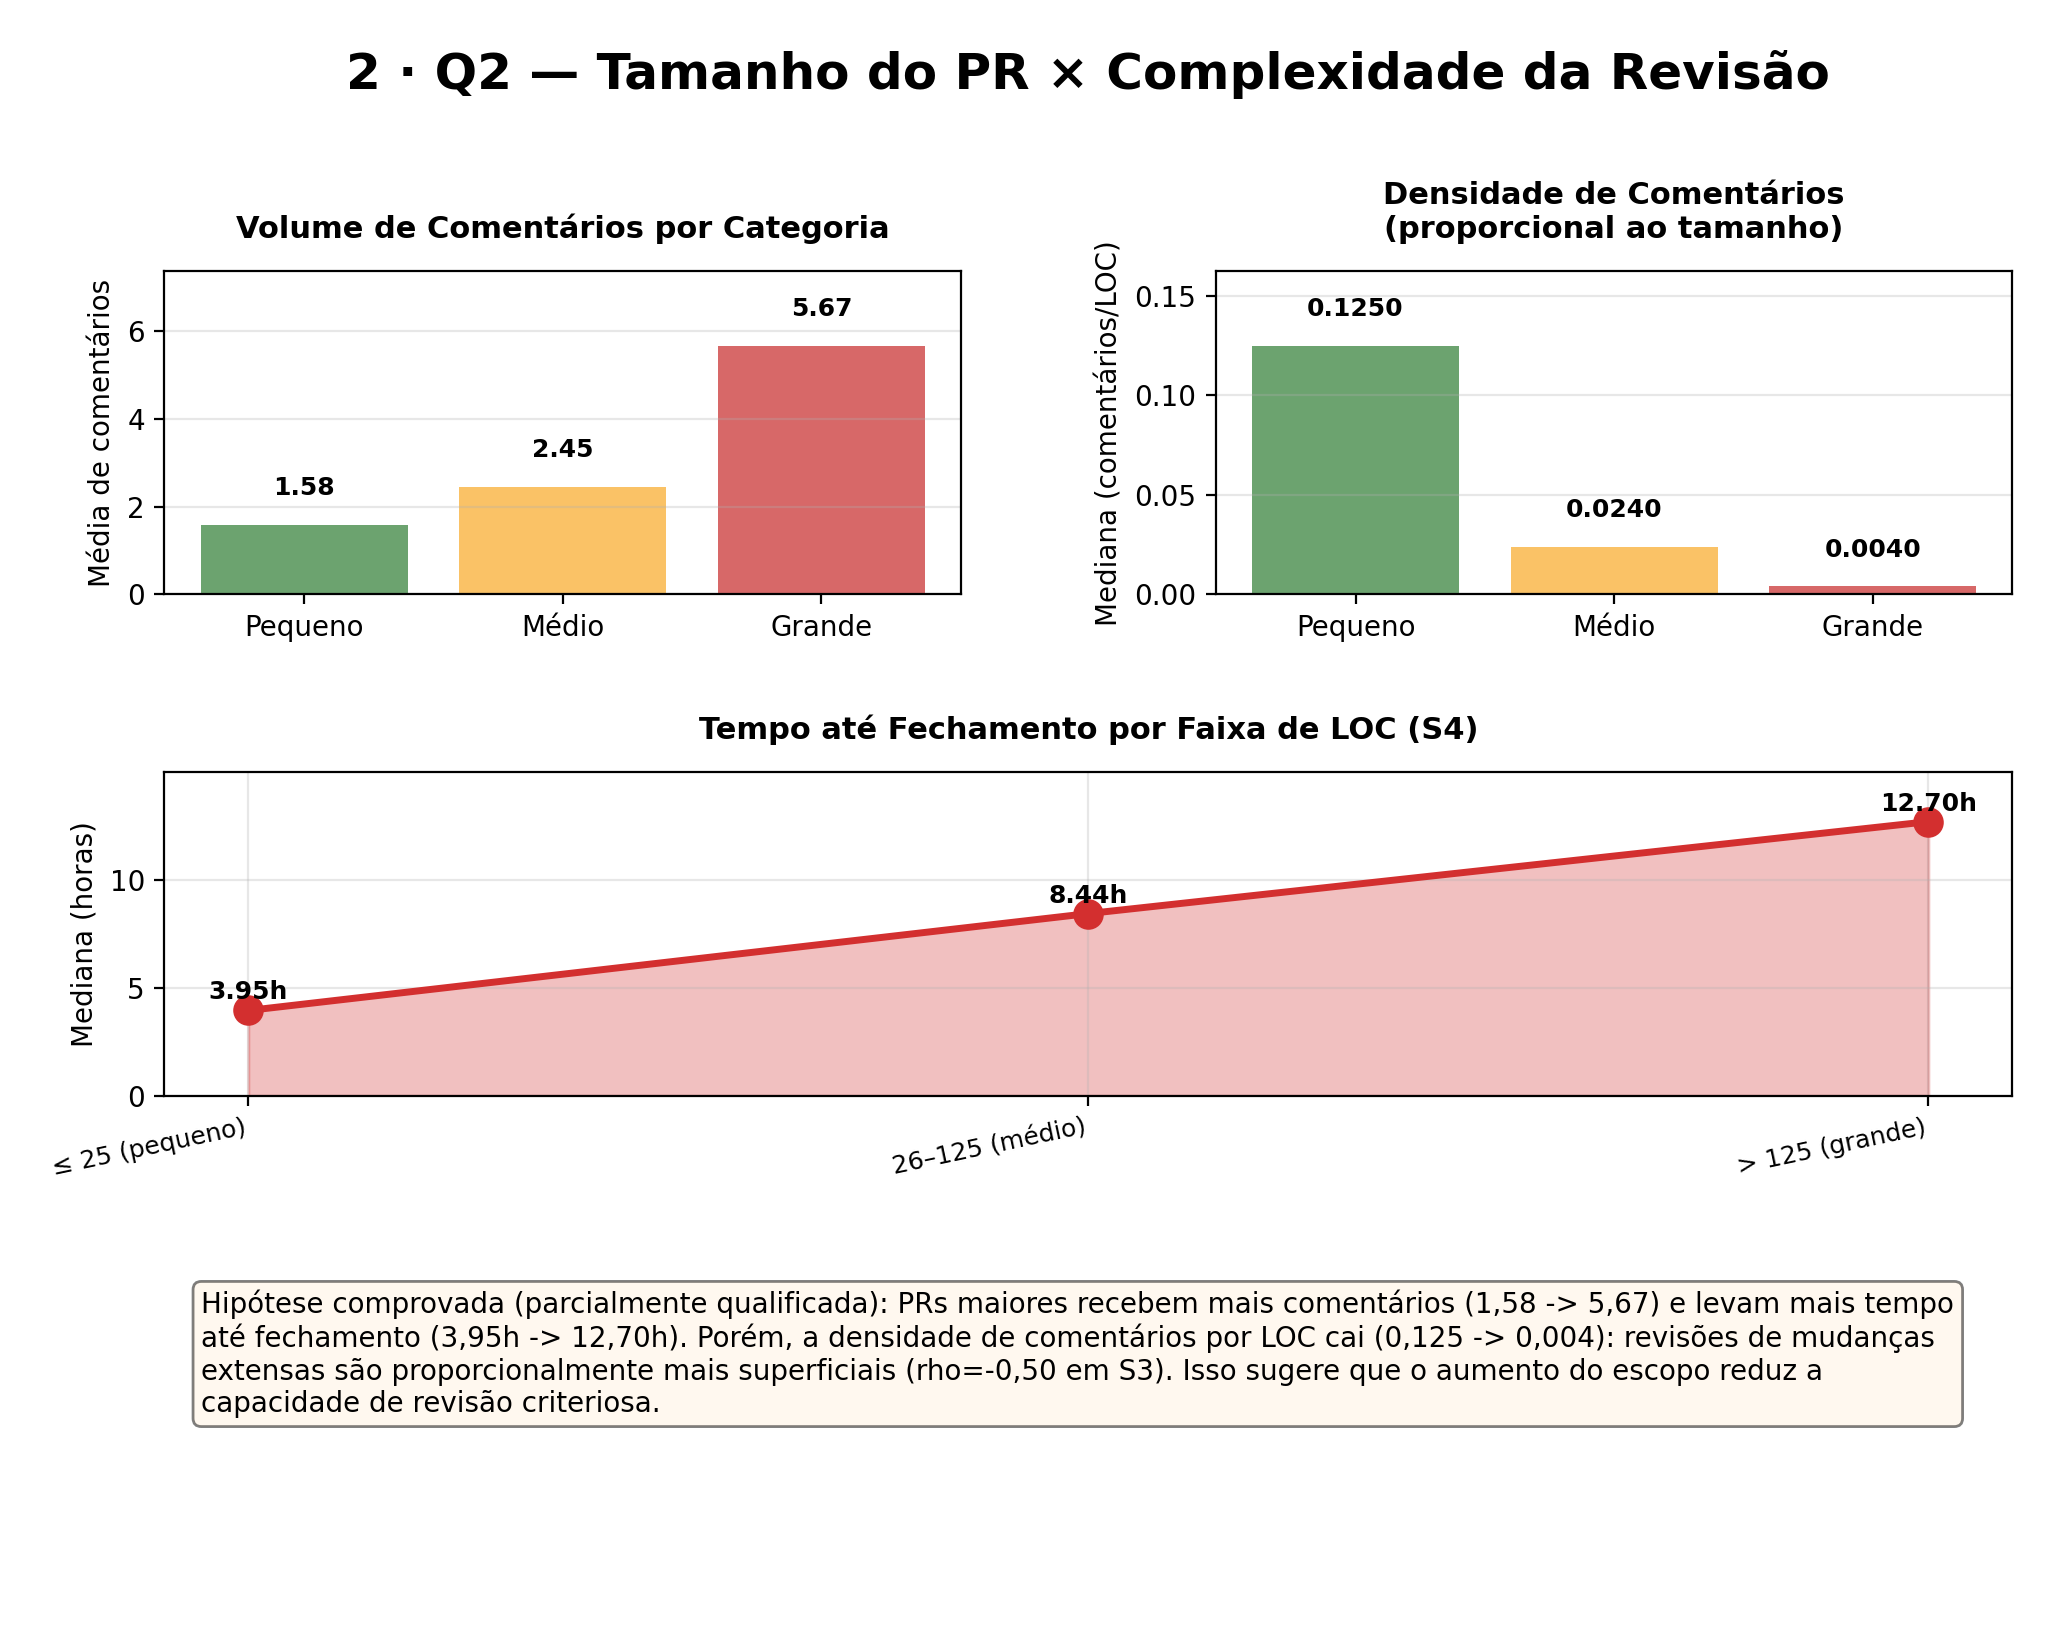 2 · Q2 — Tamanho do PR × Complexidade da Revisão
Volume de Comentários por Categoria
Média de comentários
6
4
2
0
1.58
2.45
5.67
Pequeno
Médio
Grande
Densidade de Comentários
(proporcional ao tamanho)
Mediana (comentários/LOC)
0.15
0.10
0.05
0.00
0.1250
0.0240
0.0040
Pequeno
Médio
Grande
Tempo até Fechamento por Faixa de LOC (S4)
Mediana (horas)
10
5
0
3.95h
8.44h
12.70h
≤ 25 (pequeno)
26–125 (médio)
> 125 (grande)
Hipótese comprovada (parcialmente qualificada): PRs maiores recebem mais comentários (1,58 -> 5,67) e levam mais tempo
até fechamento (3,95h -> 12,70h). Porém, a densidade de comentários por LOC cai (0,125 -> 0,004): revisões de mudanças
extensas são proporcionalmente mais superficiais (rho=-0,50 em S3). Isso sugere que o aumento do escopo reduz a
capacidade de revisão criteriosa.